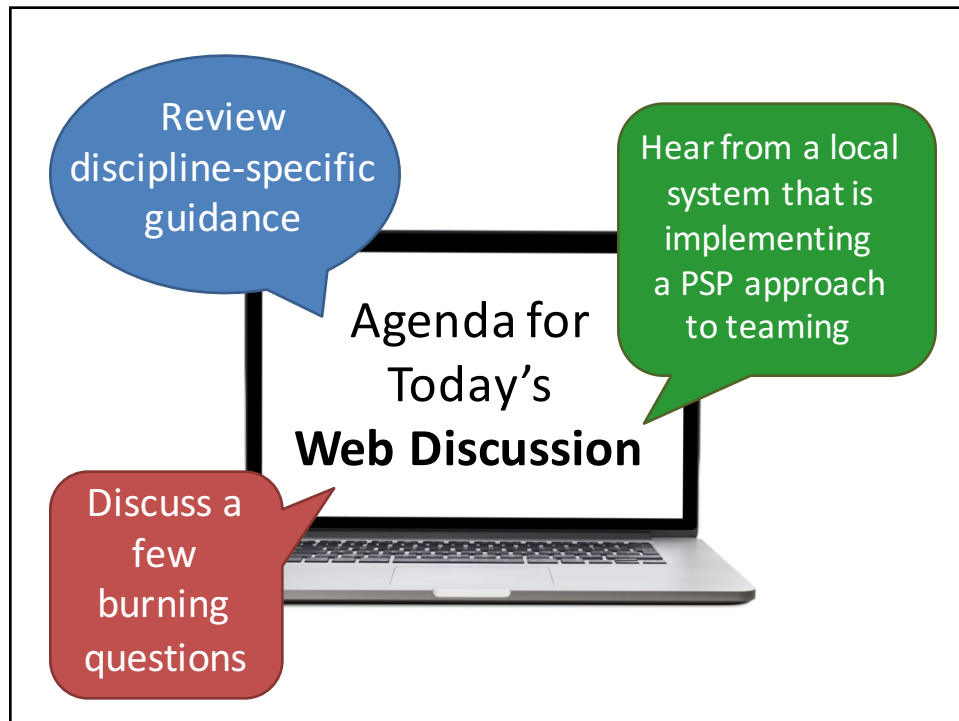 Review
discipline-specific
guidance
Hear from a local
system that is
implementing
a PSP approach
to teaming
Agenda for
Today’s
Web Discussion
Discuss a
few
burning
questions